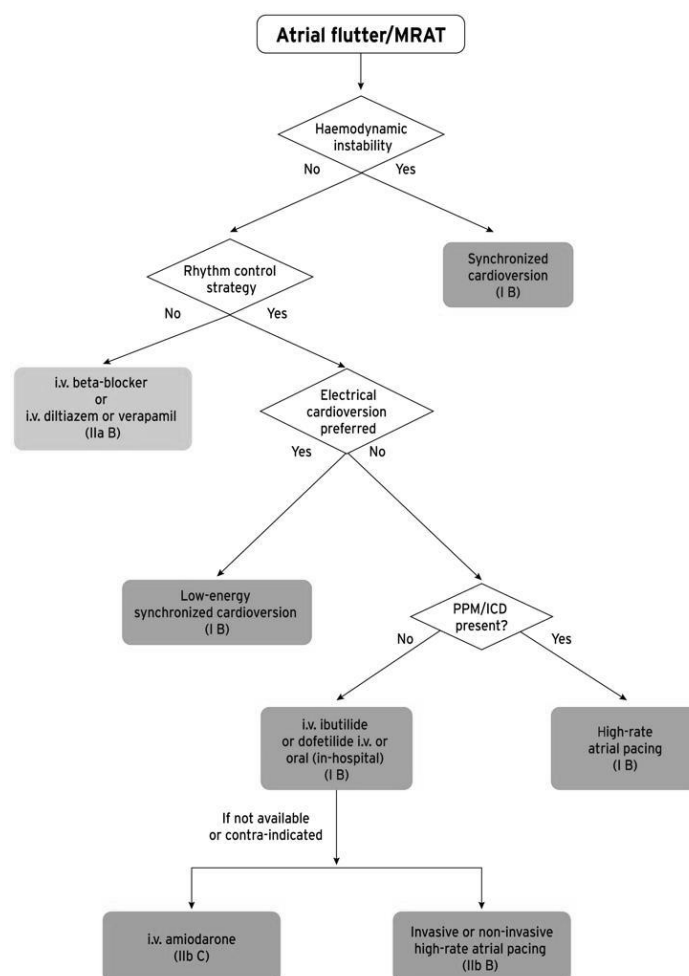 Atrial flutter/MRAT
Haemodynamic
instability
No
Yes
Rhythm control
strategy
Synchronized
cardioversion
(I B)
No
Yes
i.v. beta-blocker
or
i.v. diltiazem or verapamil
(IIa B)
Electrical
cardioversion
preferred
Yes
No
Low-energy
synchronized cardioversion
(I B)
PPM/ICD
present?
No
Yes
i.v. ibutilide
or dofetilide i.v. or
oral (in-hospital)
(I B)
High-rate
atrial pacing
(I B)
If not available
or contra-indicated
i.v. amiodarone
(IIb C)
Invasive or non-invasive
high-rate atrial pacing
(IIb B)